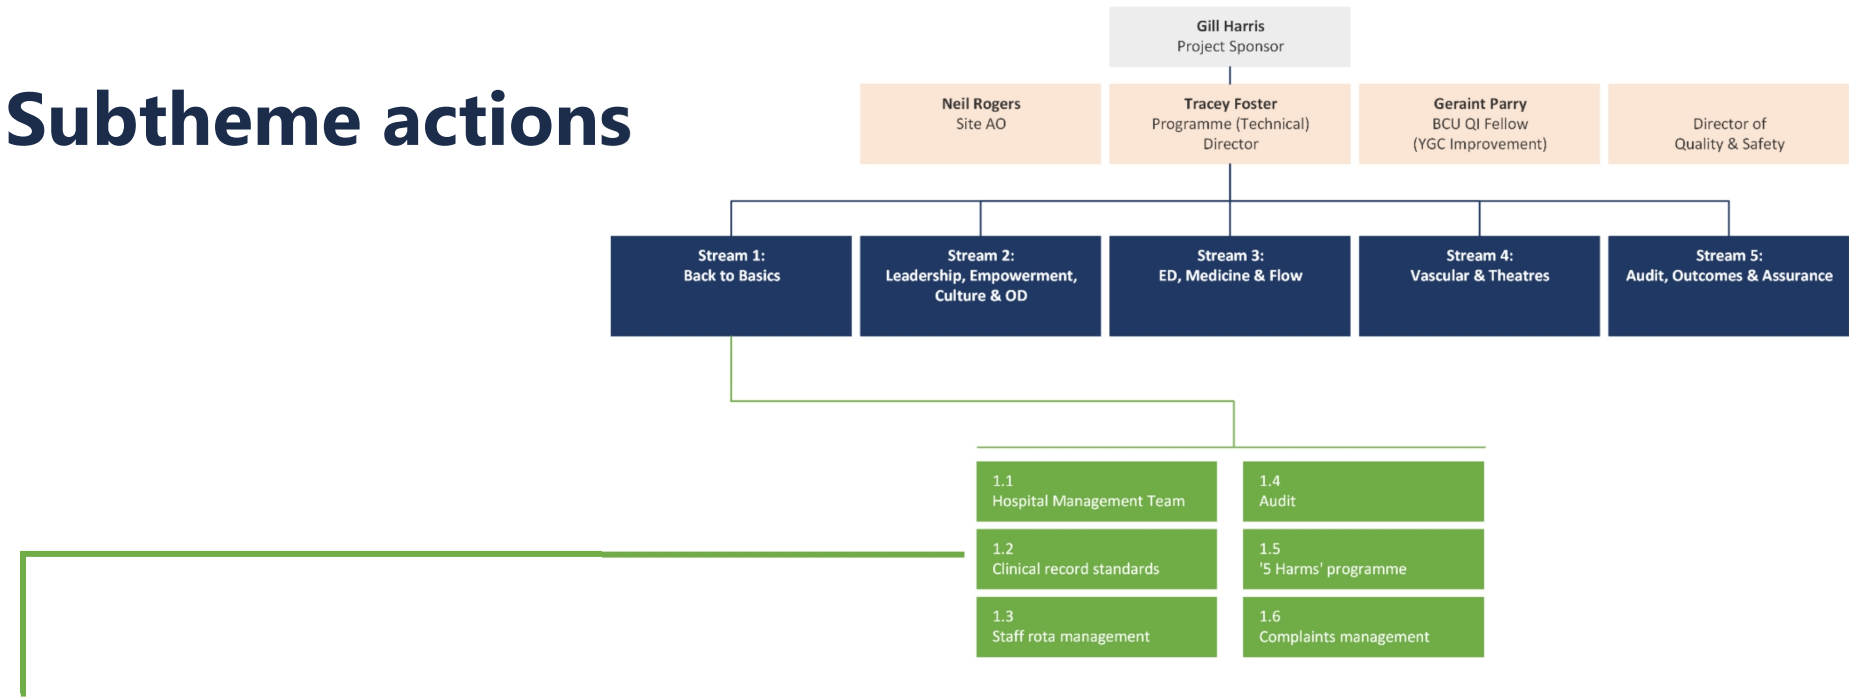 Subtheme actions
Gill Harris
Project Sponsor
Neil Rogers
Site AO
Tracey Foster
Programme (Technical)
Director
Geraint Parry
BCU QI Fellow
(YGC Improvement)
Director of
Quality & Safety
Stream 1:
Back to Basics
Stream 2:
Leadership, Empowerment,
Culture & OD
Stream 3:
ED, Medicine & Flow
Stream 4:
Vascular & Theatres
Stream 5:
Audit, Outcomes & Assurance
1.1
Hospital Management Team
1.2
Clinical record standards
1.3
Staff rota management
1.4
Audit
1.5
'5 Harms' programme
1.6
Complaints management